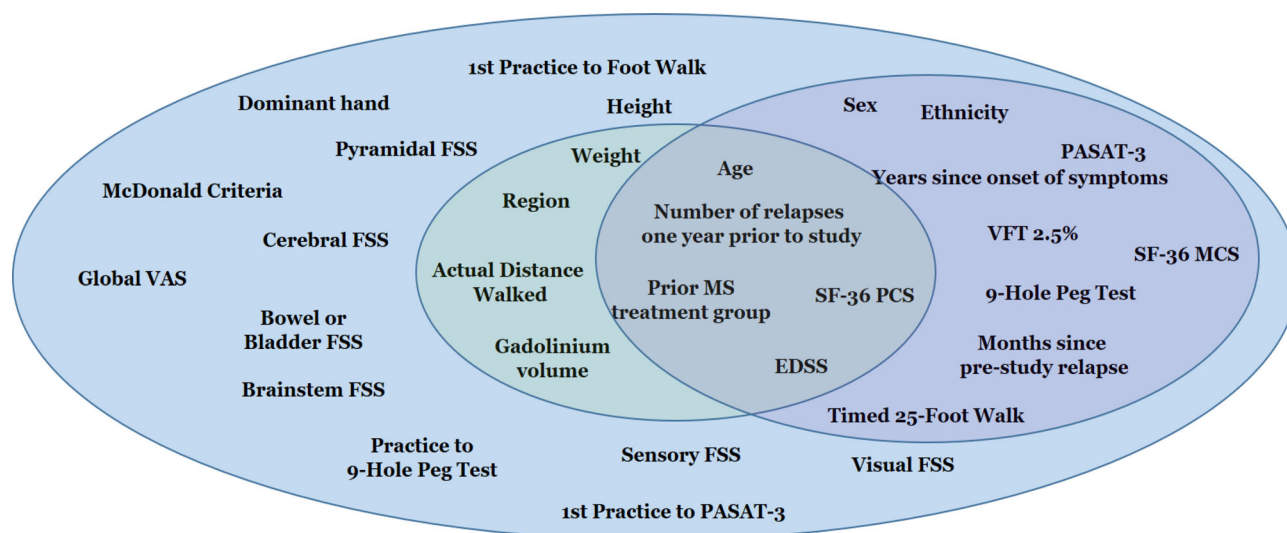 1st Practice to Foot Walk
Dominant hand
Height
Sex
Ethnicity
Pyramidal FSS
Weight
Age
PASAT-3
Years since onset of symptoms
McDonald Criteria
Region
Number of relapses
one year prior to study
Cerebral FSS
VFT 2.5%
SF-36 MCS
Global VAS
Actual Distance
Walked
Prior MS
treatment group
SF-36 PCS
9-Hole Peg Test
Bowel or
Bladder FSS
Gadolinium
volume
EDSS
Months since
pre-study relapse
Brainstem FSS
Timed 25-Foot Walk
Practice to
9-Hole Peg Test
Sensory FSS
Visual FSS
1st Practice to PASAT-3